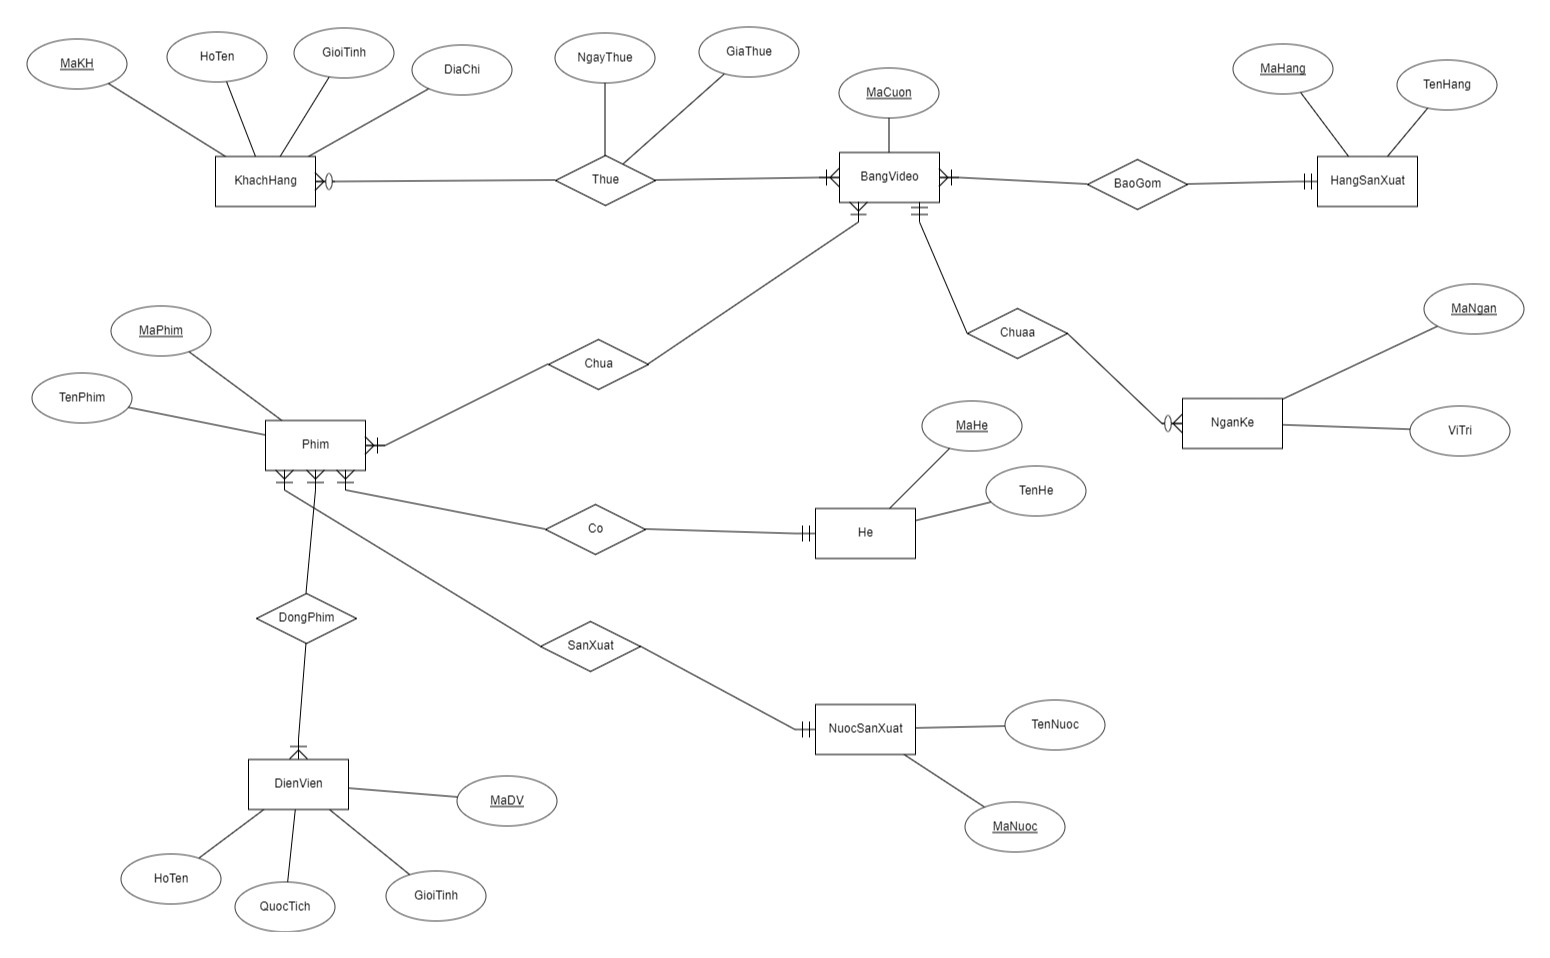 MaKH
HoTen
GioiTinh
DiaChi
NgayThue
GiaThue
MaCuon
MaHang
TenHang
KhachHang
Thue
BangVideo
BaoGom
HangSanXuat
MaPhim
TenPhim
Phim
Chua
Chuaa
MaNgan
NganKe
ViTri
MaHe
TenHe
Co
He
DongPhim
SanXuat
NuocSanXuat
TenNuoc
MaNuoc
DienVien
MaDV
HoTen
QuocTich
GioiTinh